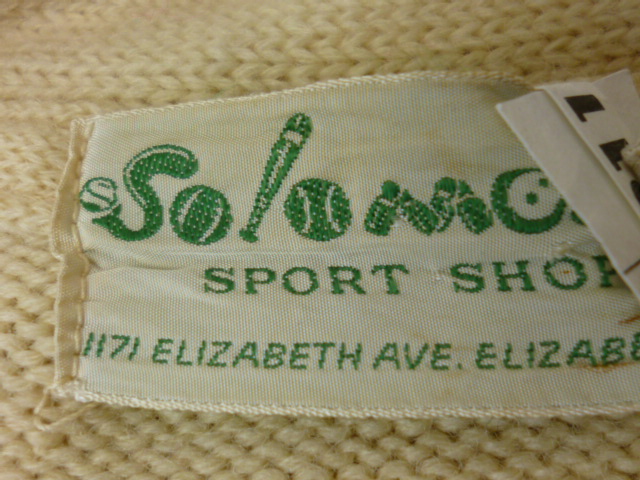 SPORT SHOP
1171 ELIZABETH AVE. ELIZABE